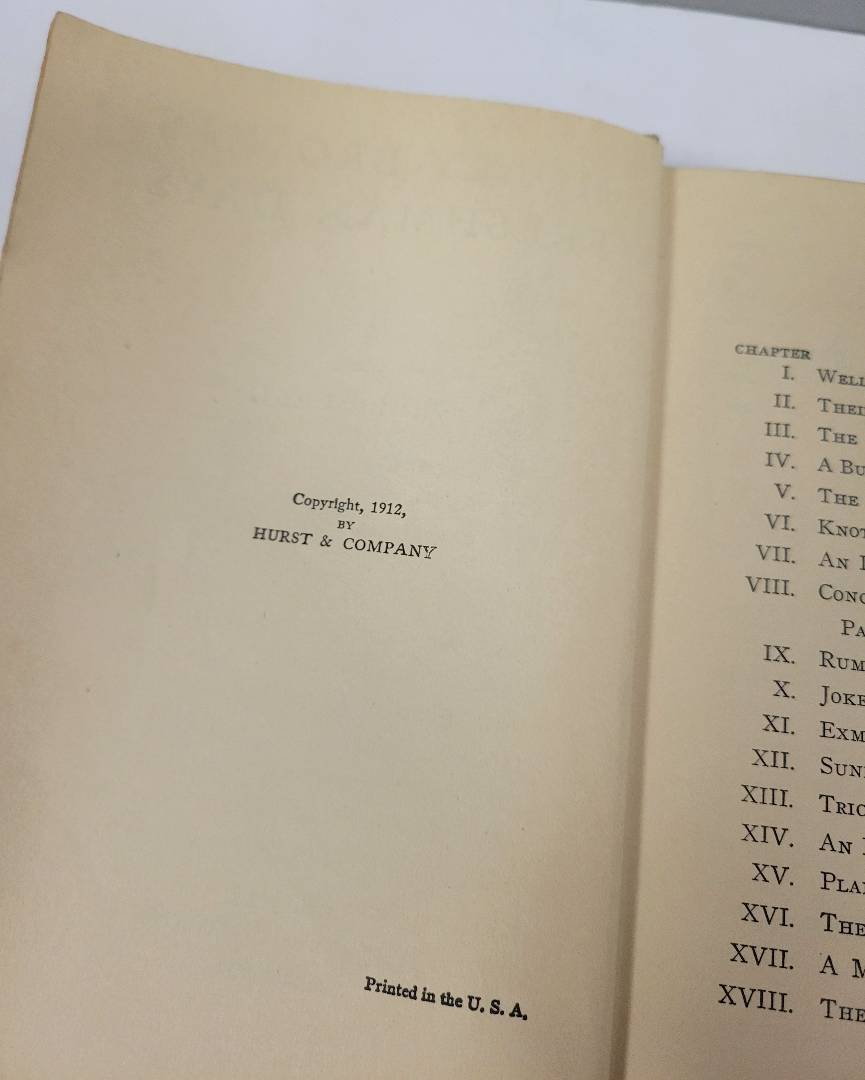 Copyright, 1912,
BY
HURST & COMPANY
Printed in the U. S. A.
CHAPTER
I.
II.
III. THE
IV. A
V. THE
VI.
VII. AN
VIII.
IX.
X.
XI.
XII.
XIII.
XIV. AN
XV.
XVI. THE
XVII. A
XVIII. THE